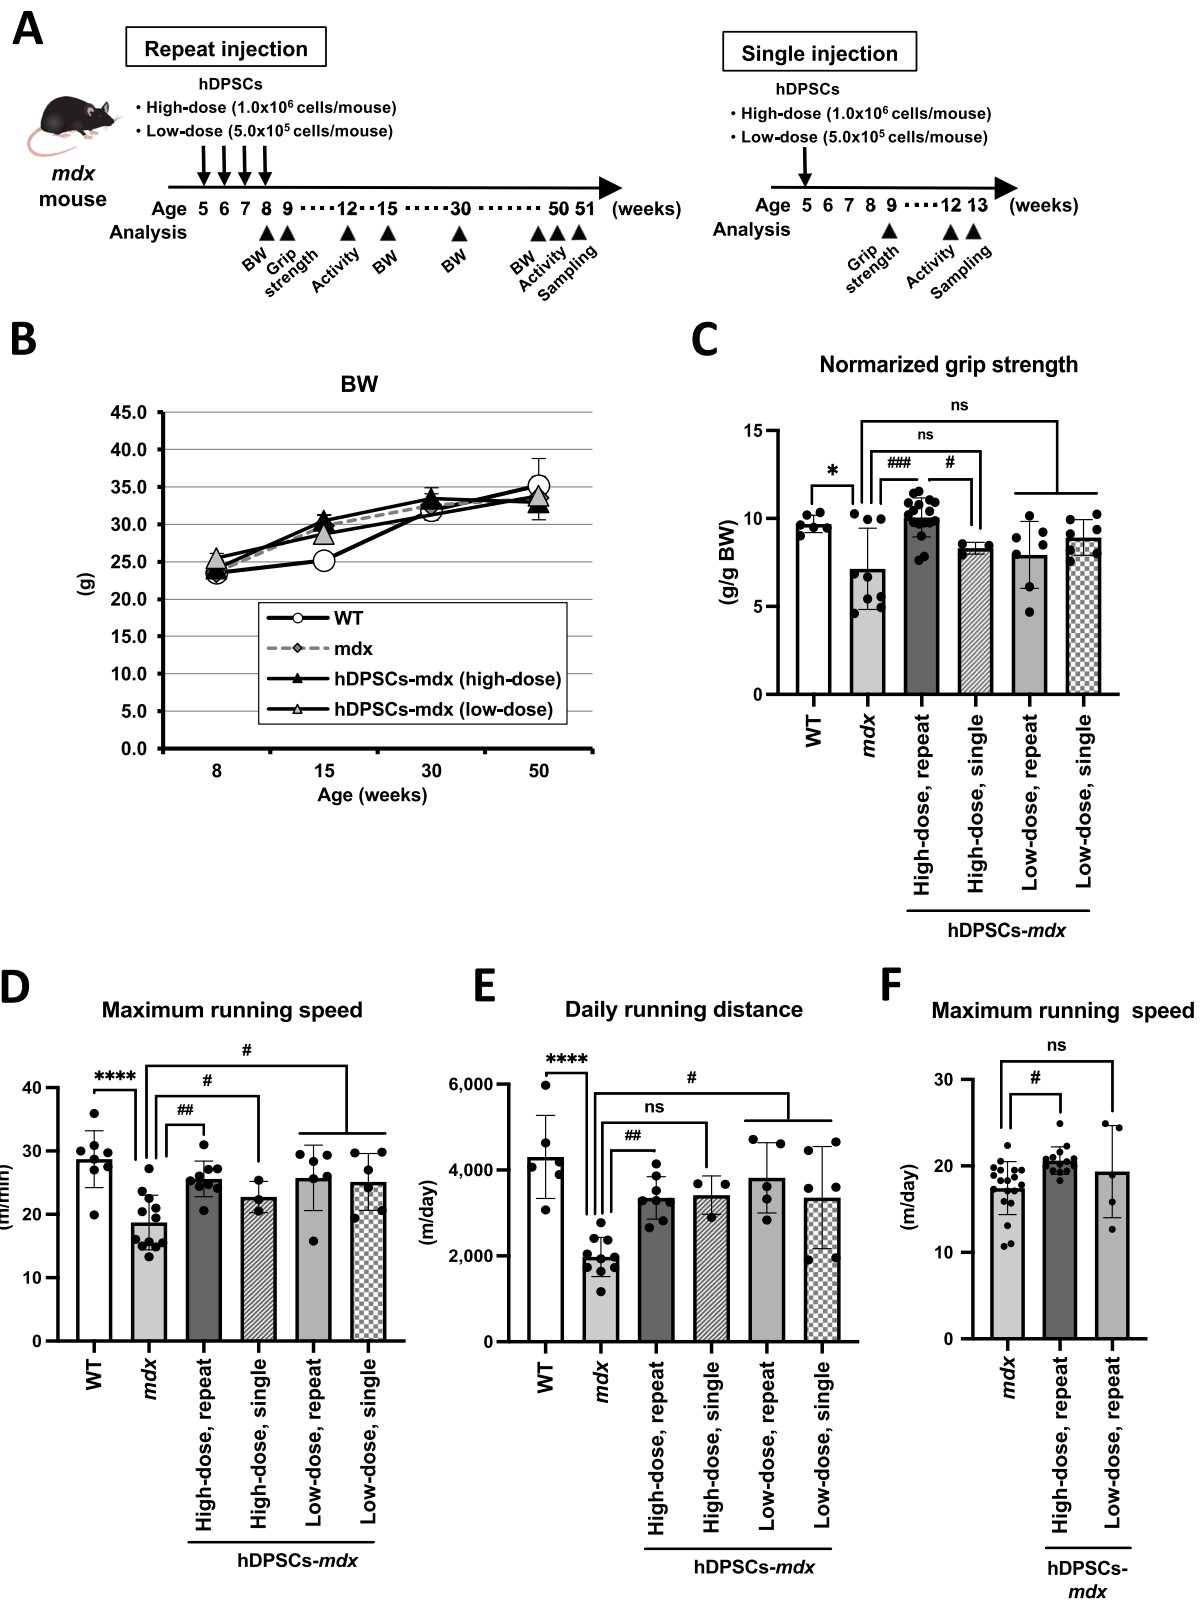 A
Repeat injection
hDPSCs
• High-dose (1.0x10⁶ cells/mouse)
• Low-dose (5.0x10⁵ cells/mouse)
mdx
mouse
Age 5 6 7 8 9 ······ 12 ··· 15 ········ 30 ········ 50 51 (weeks)
Analysis
BW
Grip
strength
Activity
BW
BW
BW
Activity
Sampling
Single injection
hDPSCs
• High-dose (1.0x10⁶ cells/mouse)
• Low-dose (5.0x10⁵ cells/mouse)
Age 5 6 7 8 9 ····· 12 13 (weeks)
Analysis
Grip
strength
Activity
Sampling
B
BW
45.0
40.0
35.0
30.0
25.0
20.0
15.0
10.0
5.0
0.0
(g)
WT
mdx
hDPSCs-mdx (high-dose)
hDPSCs-mdx (low-dose)
8 15 30 50
Age (weeks)
C
Normarized grip strength
ns
ns
* ### #
15
10
5
0
(g/g BW)
WT
mdx
High-dose, repeat
High-dose, single
Low-dose, repeat
Low-dose, single
hDPSCs-mdx
D
Maximum running speed
#
****
#
##
40
30
20
10
0
(m/min)
WT
mdx
High-dose, repeat
High-dose, single
Low-dose, repeat
Low-dose, single
hDPSCs-mdx
E
Daily running distance
****
#
ns
##
6,000
4,000
2,000
0
(m/day)
WT
mdx
High-dose, repeat
High-dose, single
Low-dose, repeat
Low-dose, single
hDPSCs-mdx
F
Maximum running speed
ns
#
30
20
10
0
(m/day)
mdx
High-dose, repeat
Low-dose, repeat
hDPSCs-
mdx